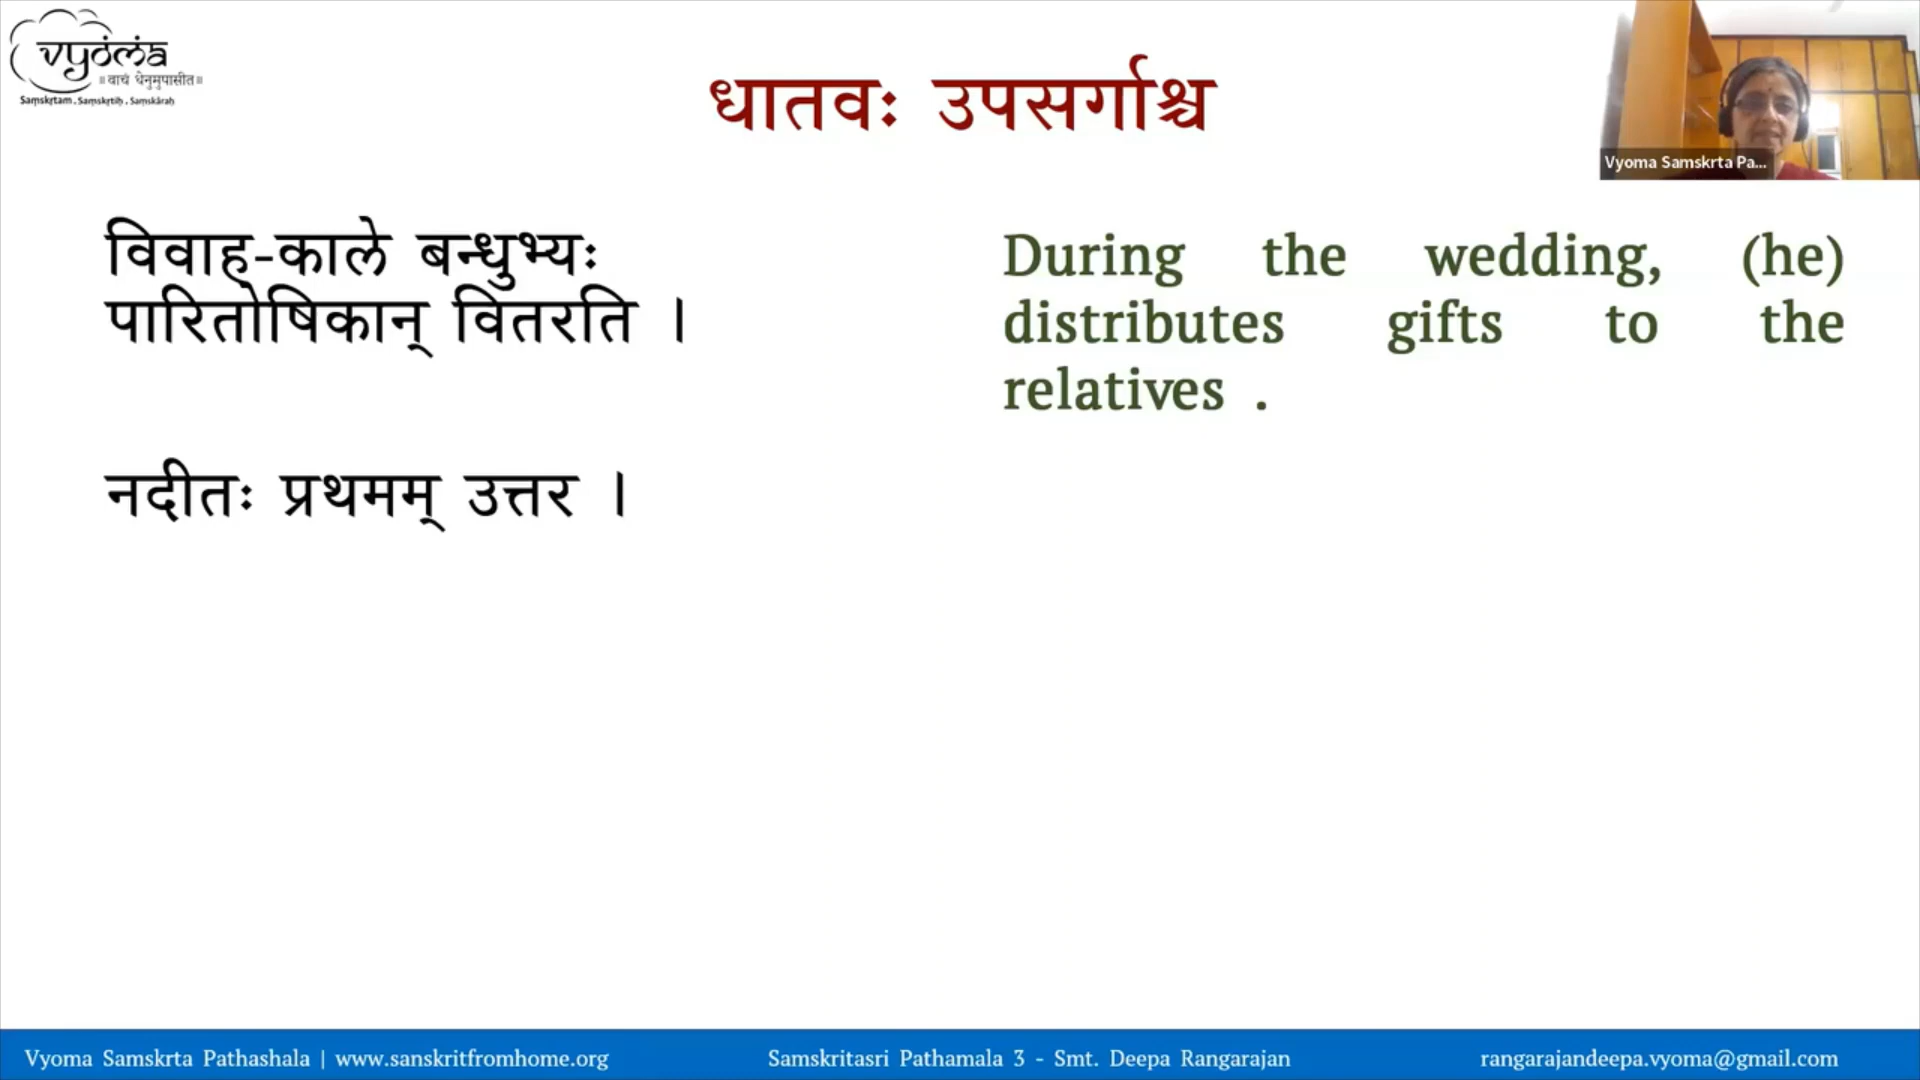 vyoma
॥ वाचं धेनुमुपासीत॥
Saṃskṛtam . Saṃskṛtiḥ . Saṃskāraḥ
धातवः उपसर्गाश्च
Vyoma Samskrta Pa...
विवाह-काले बन्धुभ्यः
पारितोषिकान् वितरति ।
During the wedding, (he)
distributes gifts to the
relatives .
नदीतः प्रथमम् उत्तर ।
Vyoma Samskrta Pathashala | www.sanskritfromhome.org
Samskritasri Pathamala 3 - Smt. Deepa Rangarajan
rangarajandeepa.vyoma@gmail.com